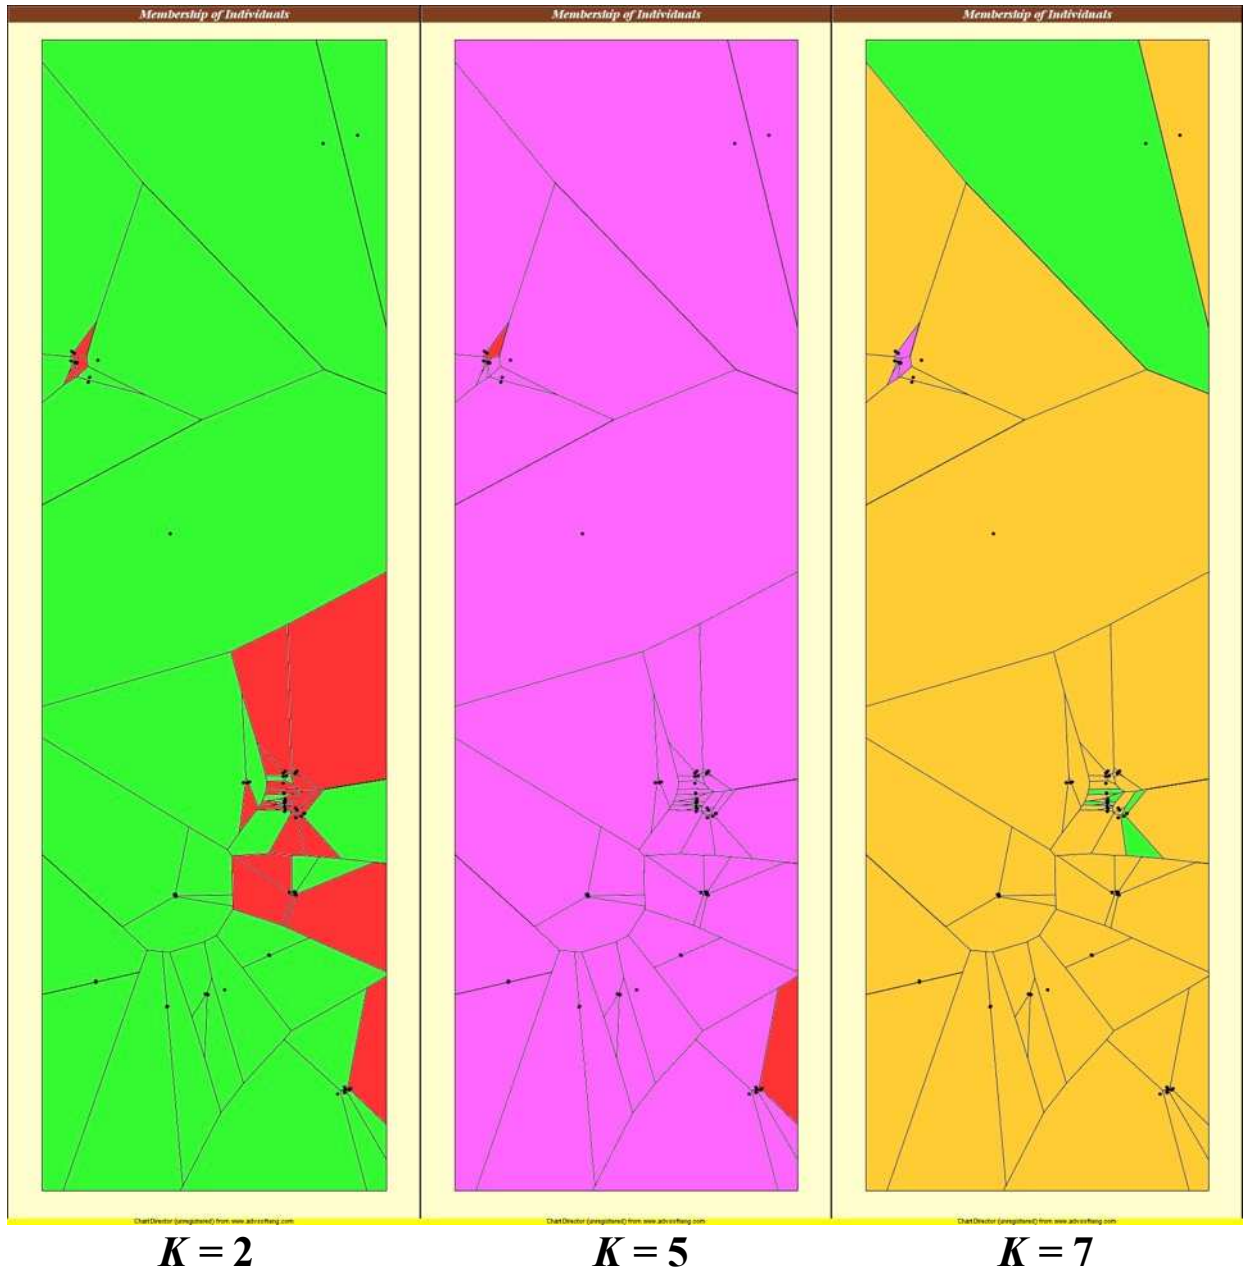 Membership of Individuals
Membership of Individuals
Membership of Individuals
ChartDirector (unregistered) from www.advsofteng.com
ChartDirector (unregistered) from www.advsofteng.com
ChartDirector (unregistered) from www.advsofteng.com
K = 2
K = 5
K = 7